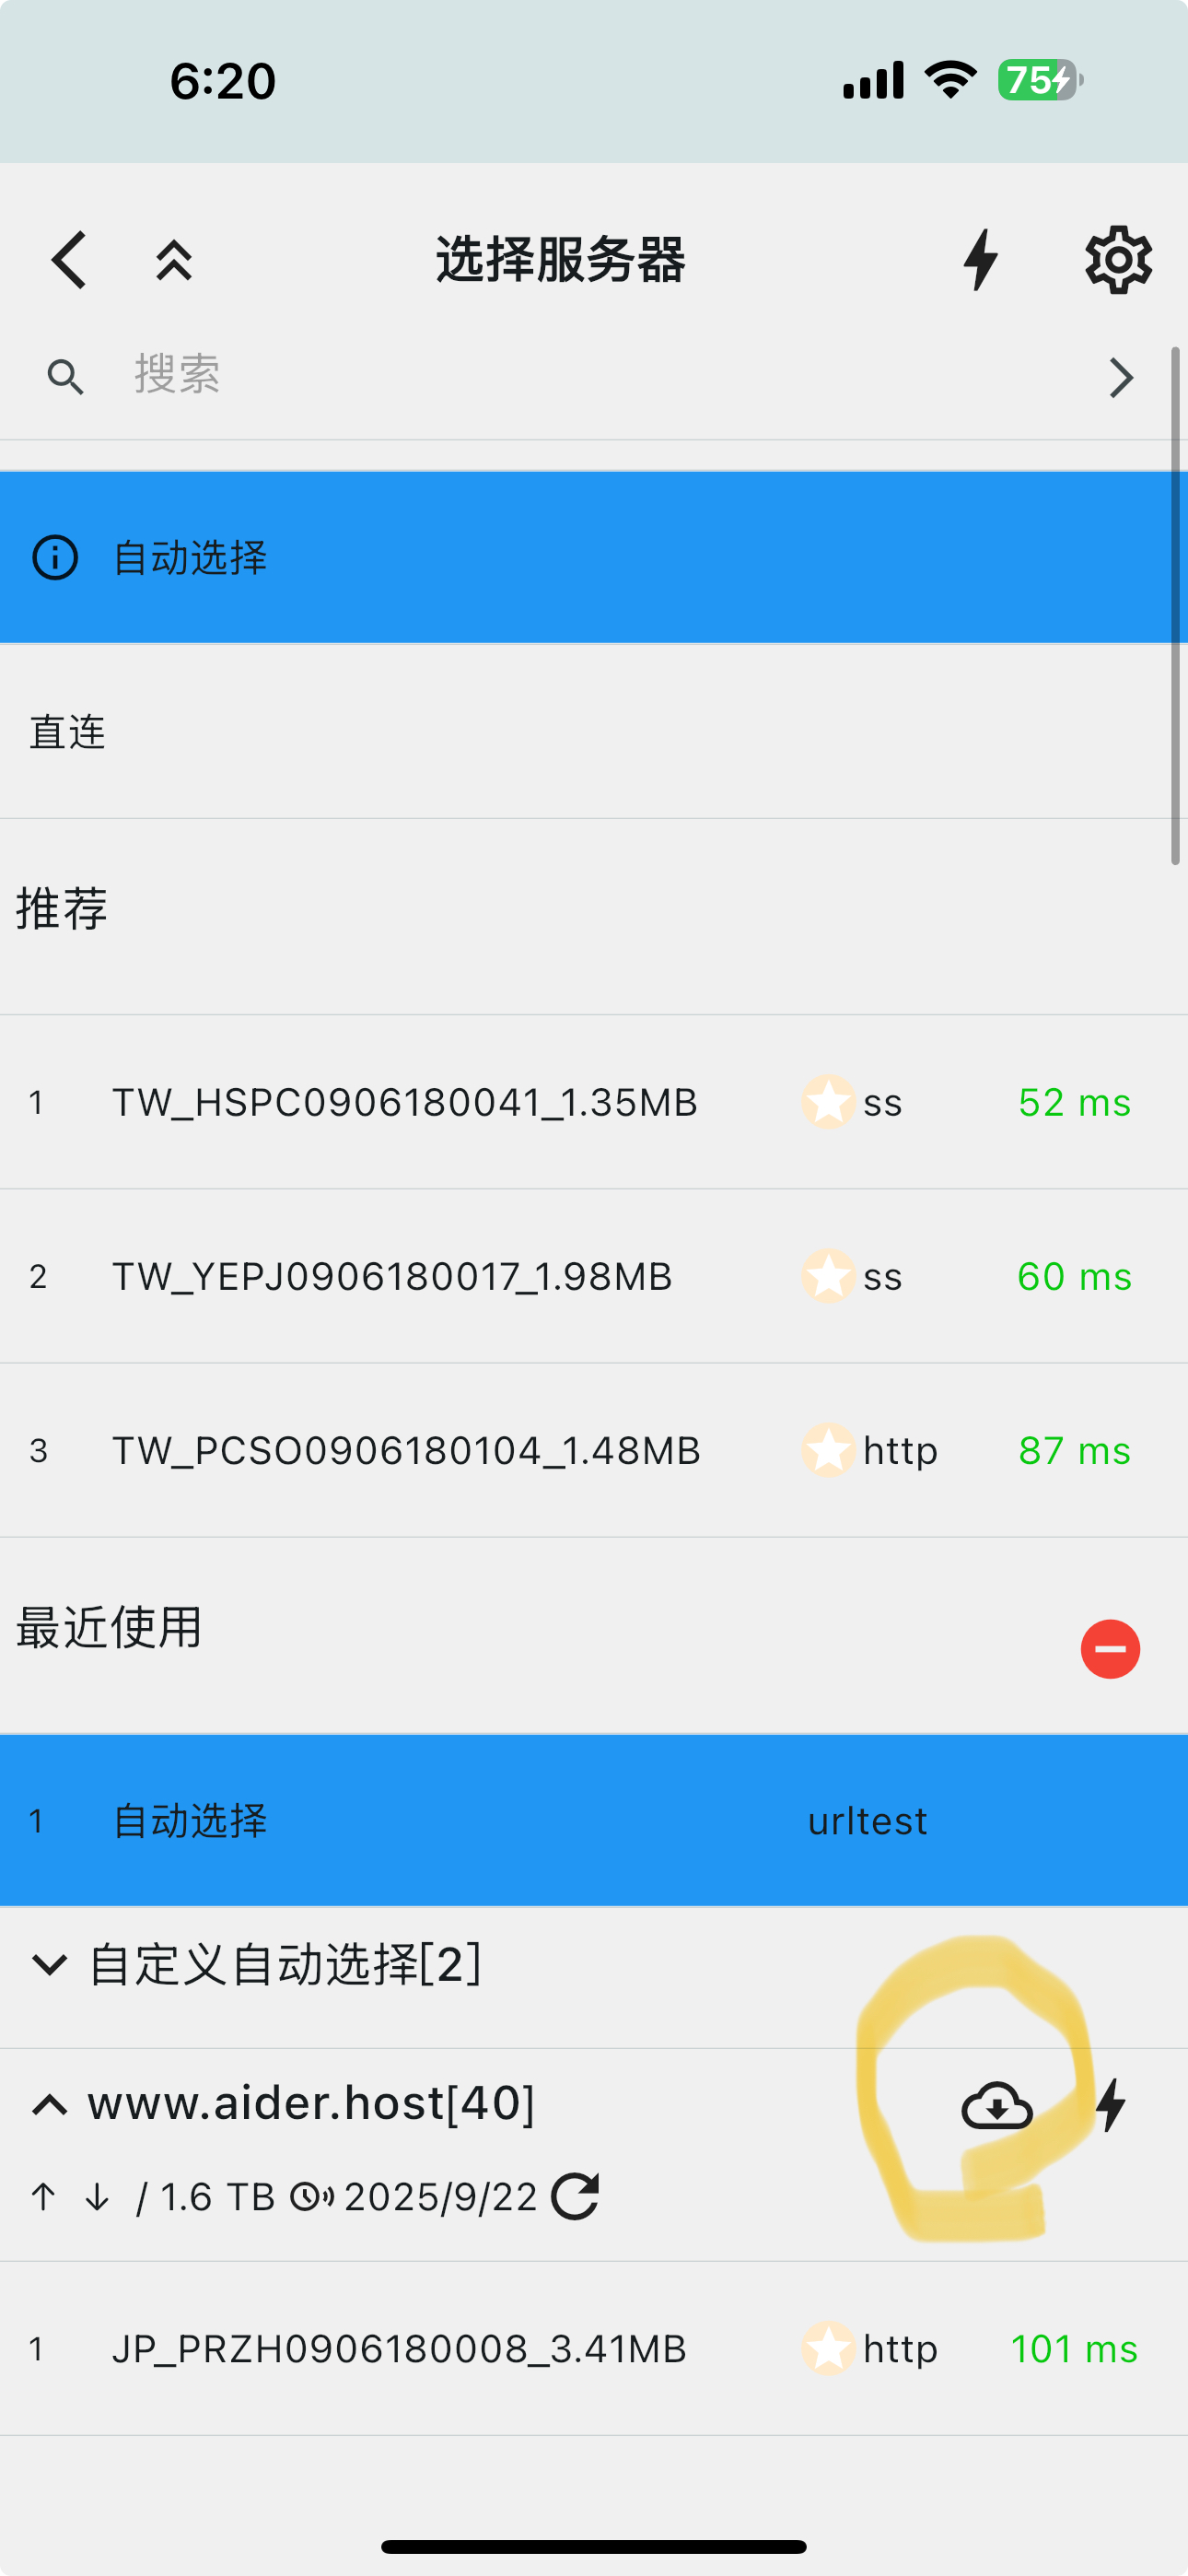 6:20
75
选择服务器
搜索
自动选择
直连
推荐
1 TW_HSPC0906180041_1.35MB ss 52 ms
2 TW_YEPJ0906180017_1.98MB ss 60 ms
3 TW_PCSO0906180104_1.48MB http 87 ms
最近使用
1 自动选择 urltest
自定义自动选择[2]
www.aider.host[40]
↑ ↓ / 1.6 TB 2025/9/22
1 JP_PRZH0906180008_3.41MB http 101 ms